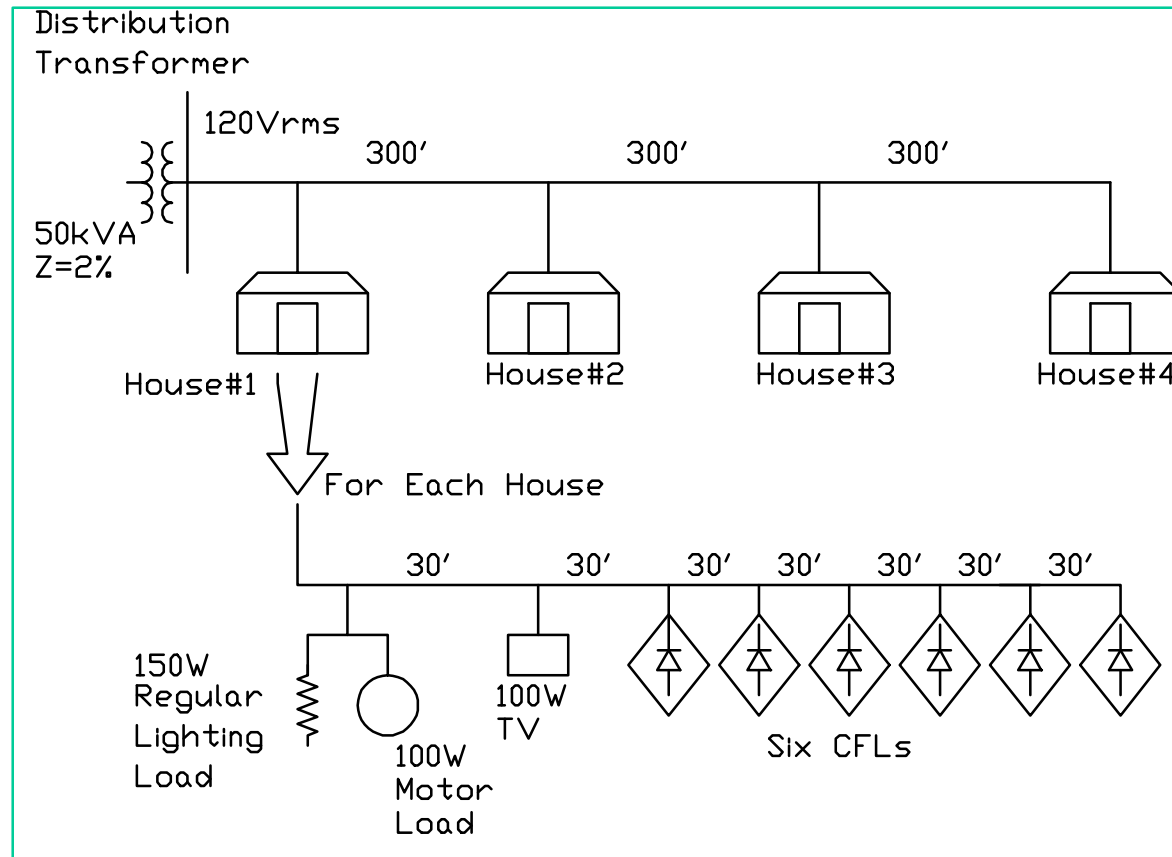 Distribution
Transformer
120Vrms
300' 300' 300'
50kVA
Z=2%
House#1 House#2 House#3 House#4
For Each House
30' 30' 30' 30' 30' 30' 30'
150W
Regular
Lighting
Load
100W
Motor
Load
100W
TV
Six CFLs